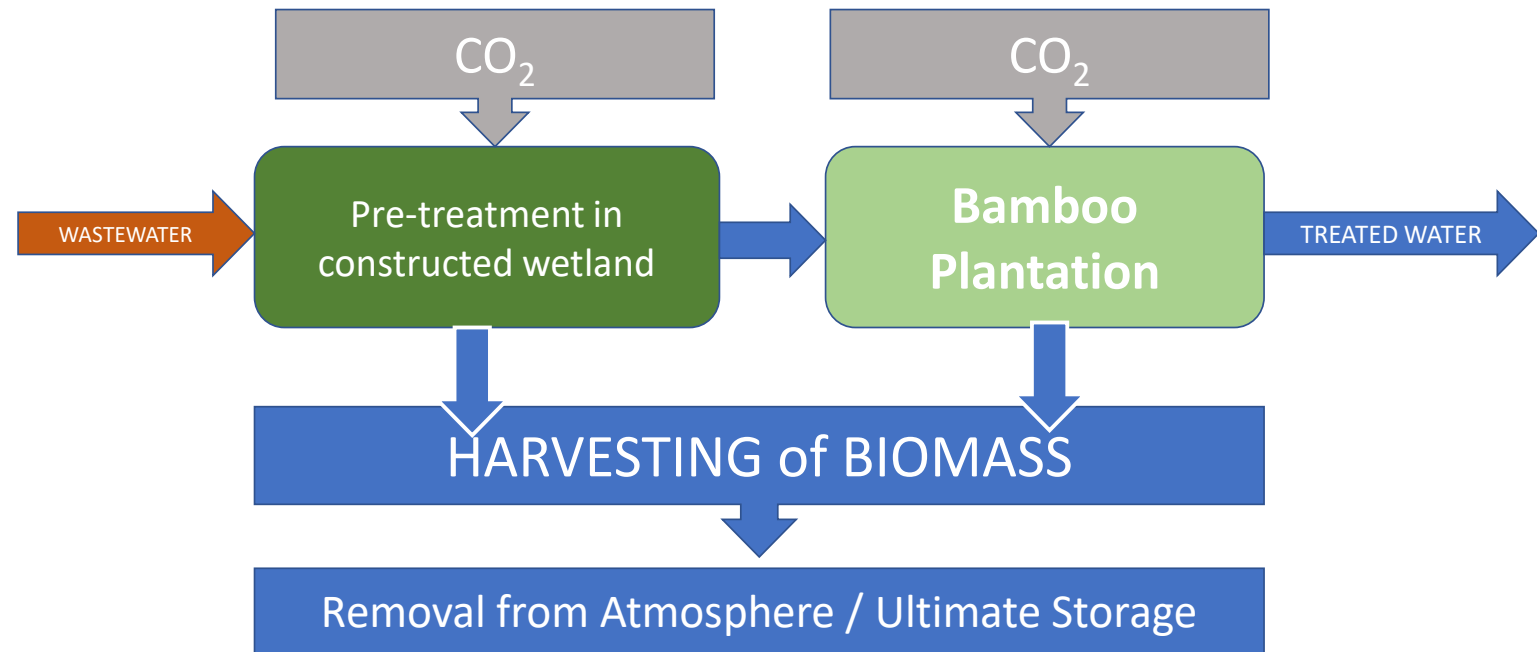 CO₂
CO₂
WASTEWATER
Pre-treatment in
constructed wetland
Bamboo
Plantation
TREATED WATER
HARVESTING of BIOMASS
Removal from Atmosphere / Ultimate Storage